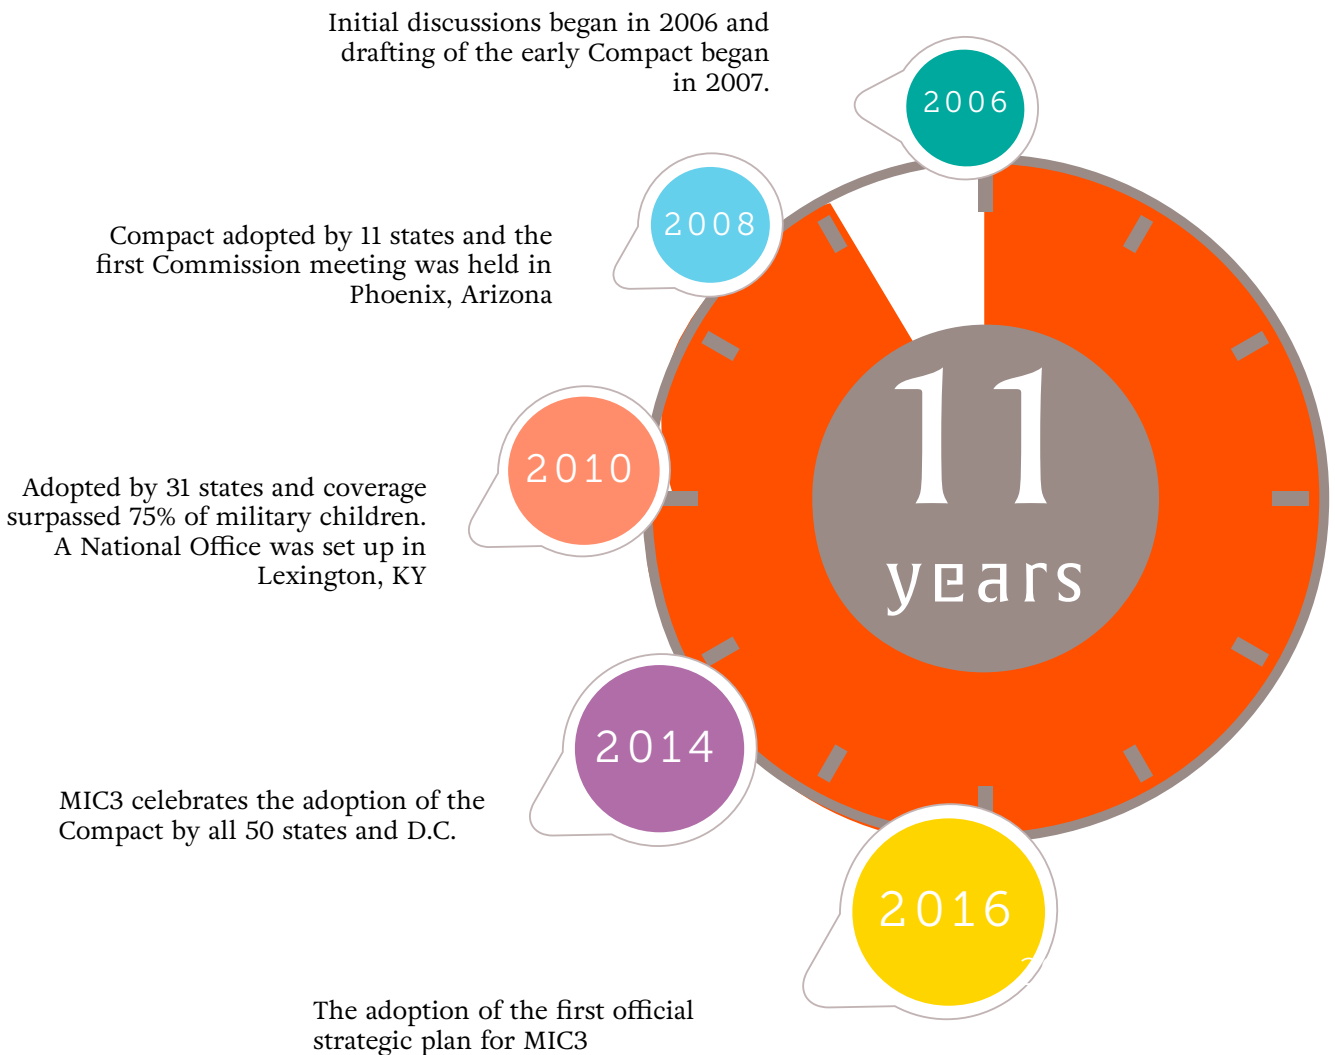 Initial discussions began in 2006 and
drafting of the early Compact began
in 2007.
2006
2008
Compact adopted by 11 states and the
first Commission meeting was held in
Phoenix, Arizona
11
years
2010
Adopted by 31 states and coverage
surpassed 75% of military children.
A National Office was set up in
Lexington, KY
2014
MIC3 celebrates the adoption of the
Compact by all 50 states and D.C.
2016
The adoption of the first official
strategic plan for MIC3